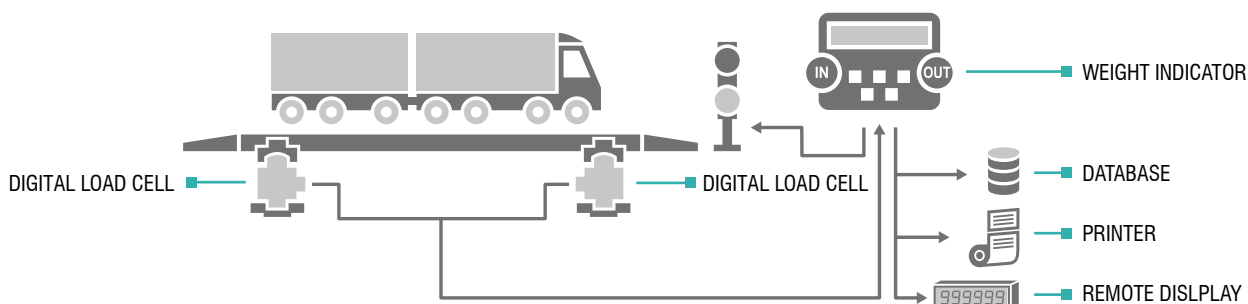 IN
OUT
WEIGHT INDICATOR
DIGITAL LOAD CELL
DIGITAL LOAD CELL
DATABASE
PRINTER
REMOTE DISLPLAY
999999